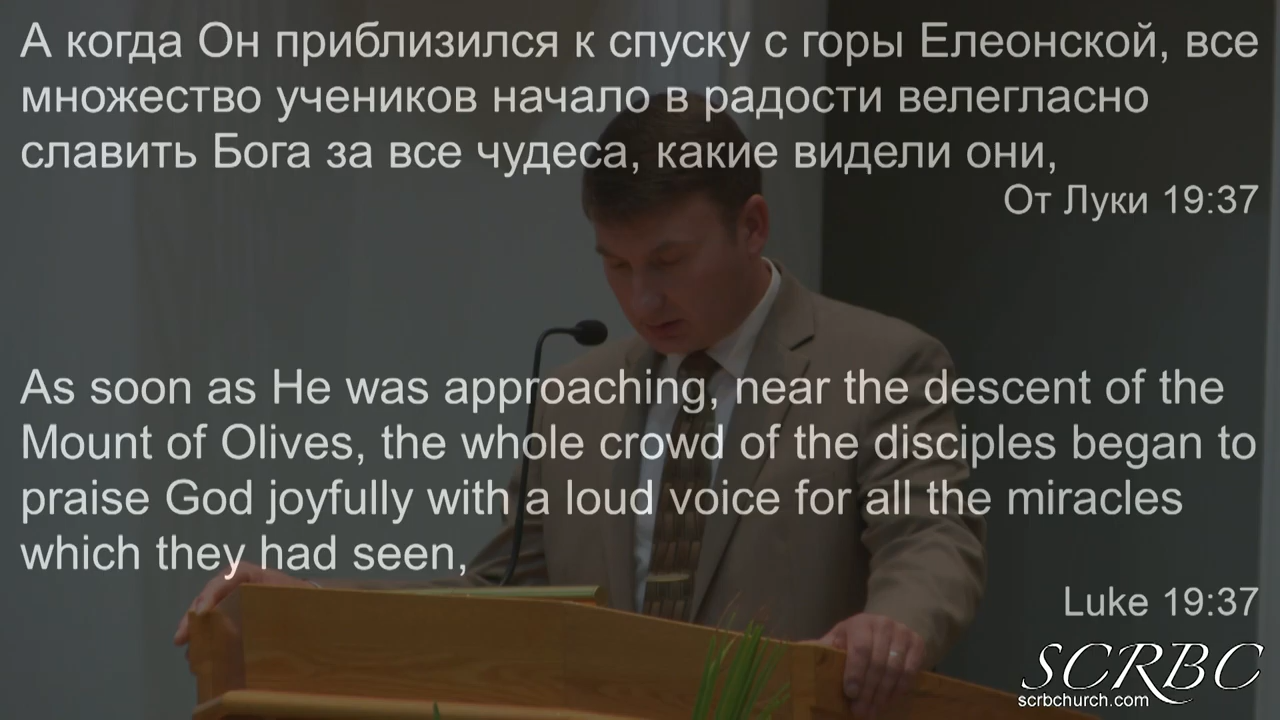 А когда Он приблизился к спуску с горы Елеонской, все
множество учеников начало в радости велегласно
славить Бога за все чудеса, какие видели они,
От Луки 19:37
As soon as He was approaching, near the descent of the
Mount of Olives, the whole crowd of the disciples began to
praise God joyfully with a loud voice for all the miracles
which they had seen,
Luke 19:37
SCRBC
scrbchurch.com